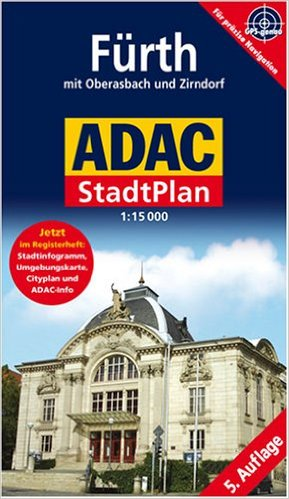 Für präzise Navigation
GPS-genau
Fürth
mit Oberasbach und Zirndorf
ADAC
StadtPlan
1:15 000
Jetzt
im Registerheft:
Stadtinfogramm,
Umgebungskarte,
Cityplan und
ADAC-Info
5. Auflage